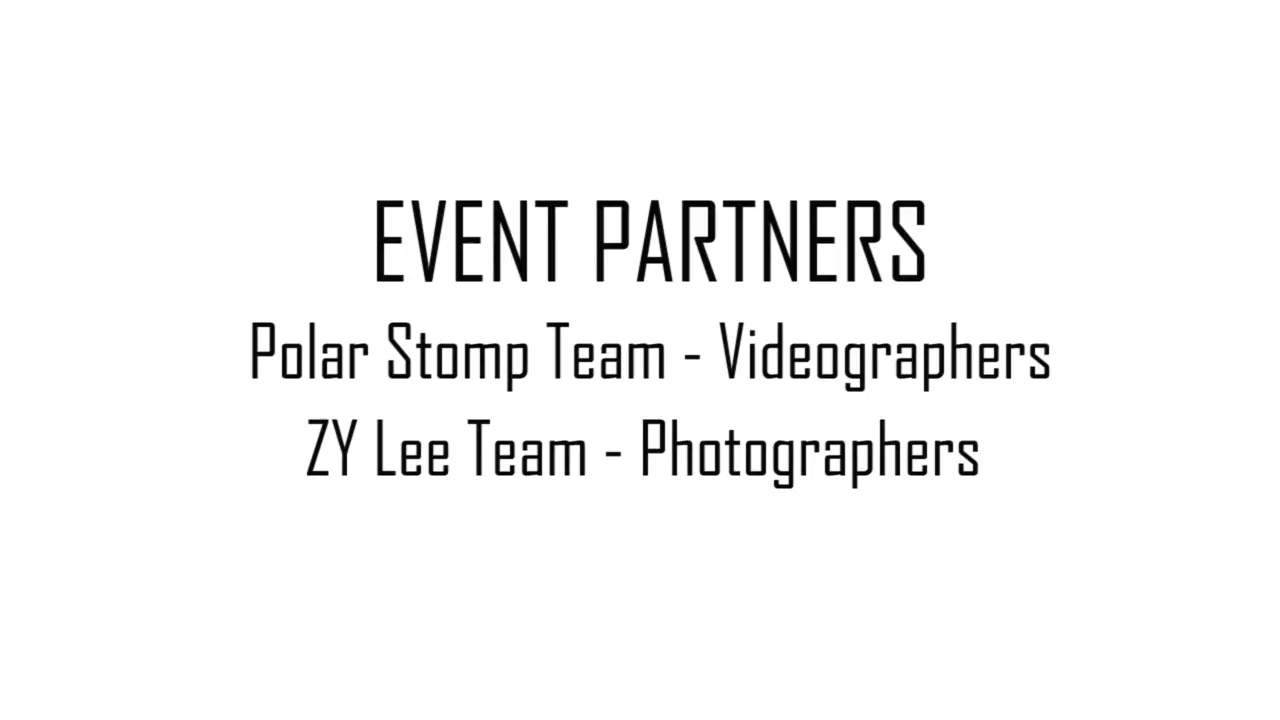 EVENT PARTNERS
Polar Stomp Team - Videographers
ZY Lee Team - Photographers